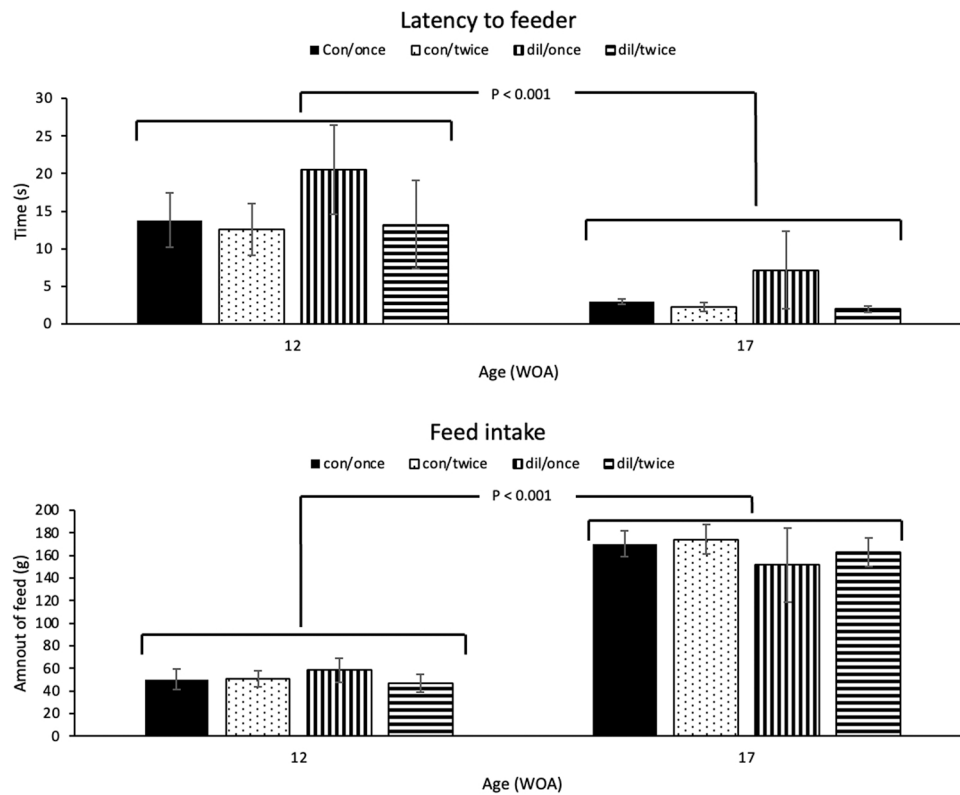 Latency to feeder
Con/once con/twice dil/once dil/twice
P < 0.001
30
25
20
15
10
5
0
Time (s)
12 17
Age (WOA)
Feed intake
con/once con/twice dil/once dil/twice
P < 0.001
200
180
160
140
120
100
80
60
40
20
0
Amnout of feed (g)
12 17
Age (WOA)